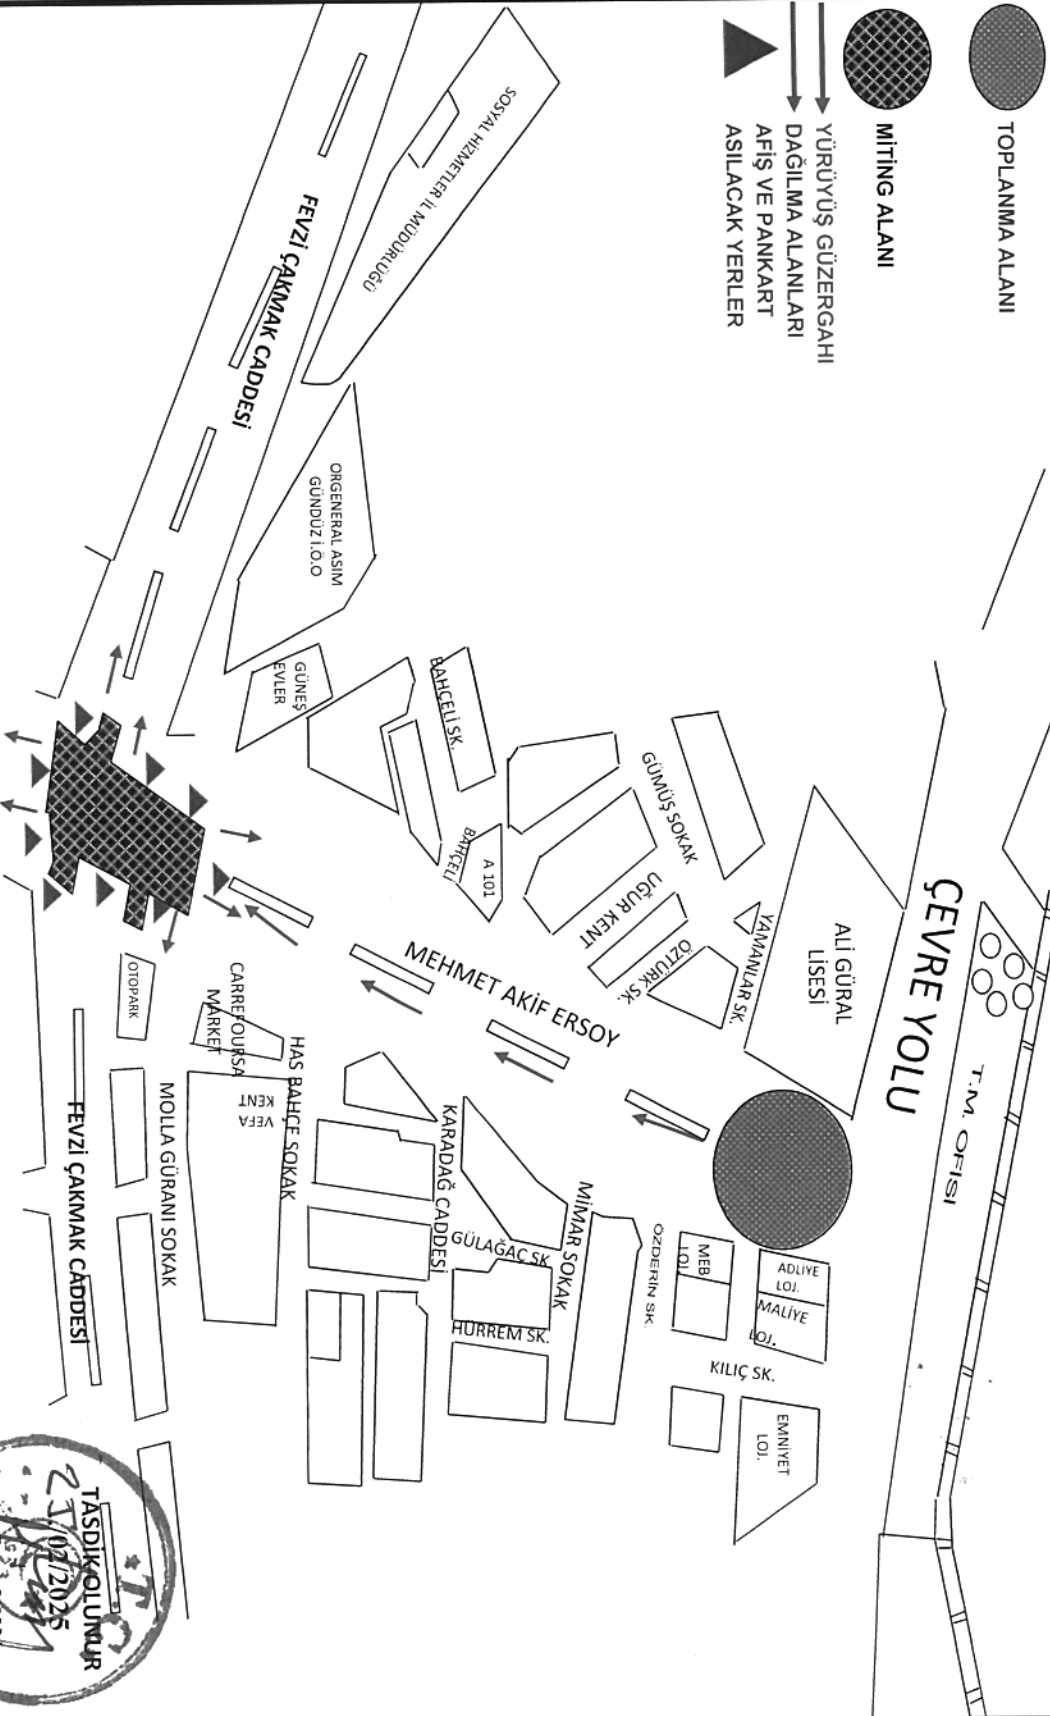 TOPLANMA ALANI
MİTİNG ALANI
YÜRÜYÜŞ GÜZERGAHI
DAĞILMA ALANLARI
AFİŞ VE PANKART
ASILACAK YERLER
SOSYAL HİZMETLER İL MÜDÜRLÜĞÜ
FEVZİ ÇAKMAK CADDESİ
ORGENERAL ASIM
GÜNDÜZ İ.Ö.O
GÜNEŞ
EVLER
BAHÇELİ SK.
GÜMÜŞ SOKAK
A 101
BAHÇELİ
UĞUR KENT
ÖZTÜRK SK.
YAMANLAR SK.
ALİ GÜRAL
LİSESİ
ÇEVRE YOLU
T.M. OFISI
MEHMET AKİF ERSOY
OTOPARK
CARREFOURSA
MARKET
VEFA
KENT
HAS BAHÇE SOKAK
MOLLA GÜRANİ SOKAK
FEVZİ ÇAKMAK CADDESİ
KARADAĞ CADDESİ
GÜLAĞAÇ SK
HÜRREM SK.
MİMAR SOKAK
ÖZDERİN SK.
MEB
LOJ.
ADLİYE
LOJ.
MALİYE
LOJ.
KILIÇ SK.
EMNİYET
LOJ.
TASDİK OLUNUR
21/02/2025
T.C.